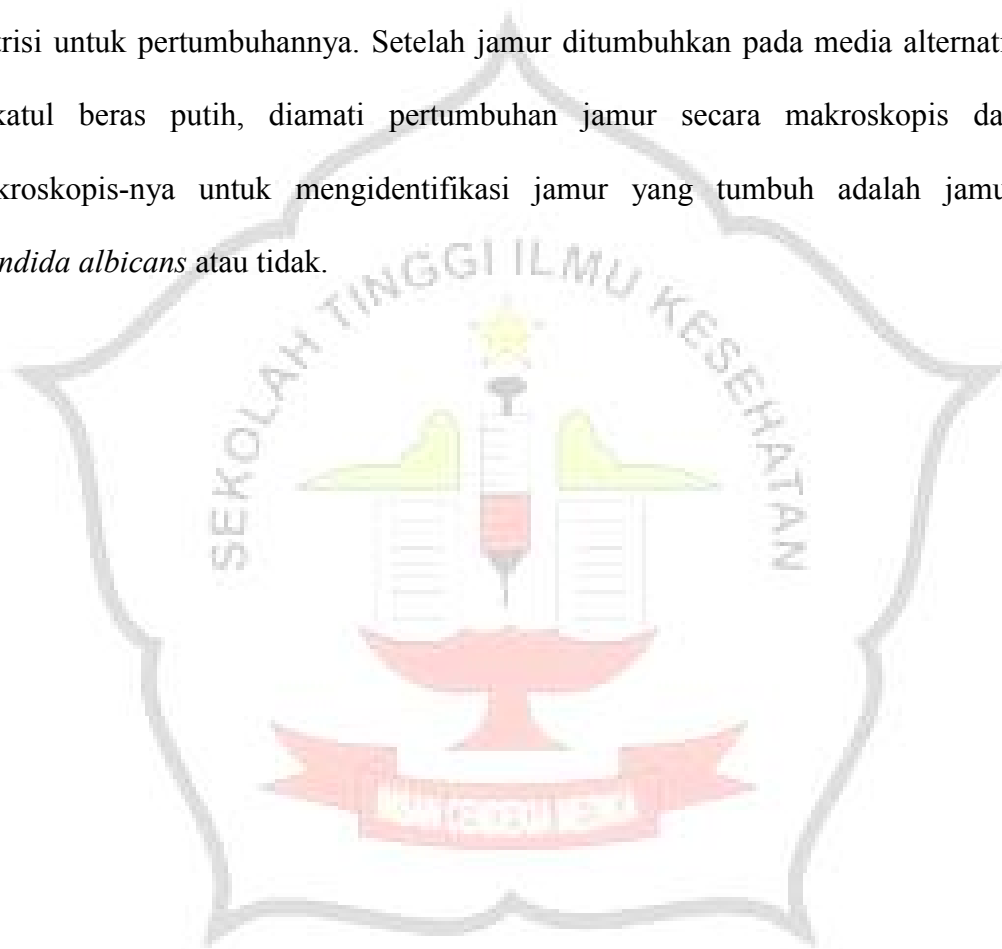 trisi untuk pertumbuhannya. Setelah jamur ditumbuhkan pada media alternati
katul beras putih, diamati pertumbuhan jamur secara makroskopis da
kroskopis-nya untuk mengidentifikasi jamur yang tumbuh adalah jamu
ndida albicans atau tidak.
SEKOLAH TINGGI ILMU KESEHATAN